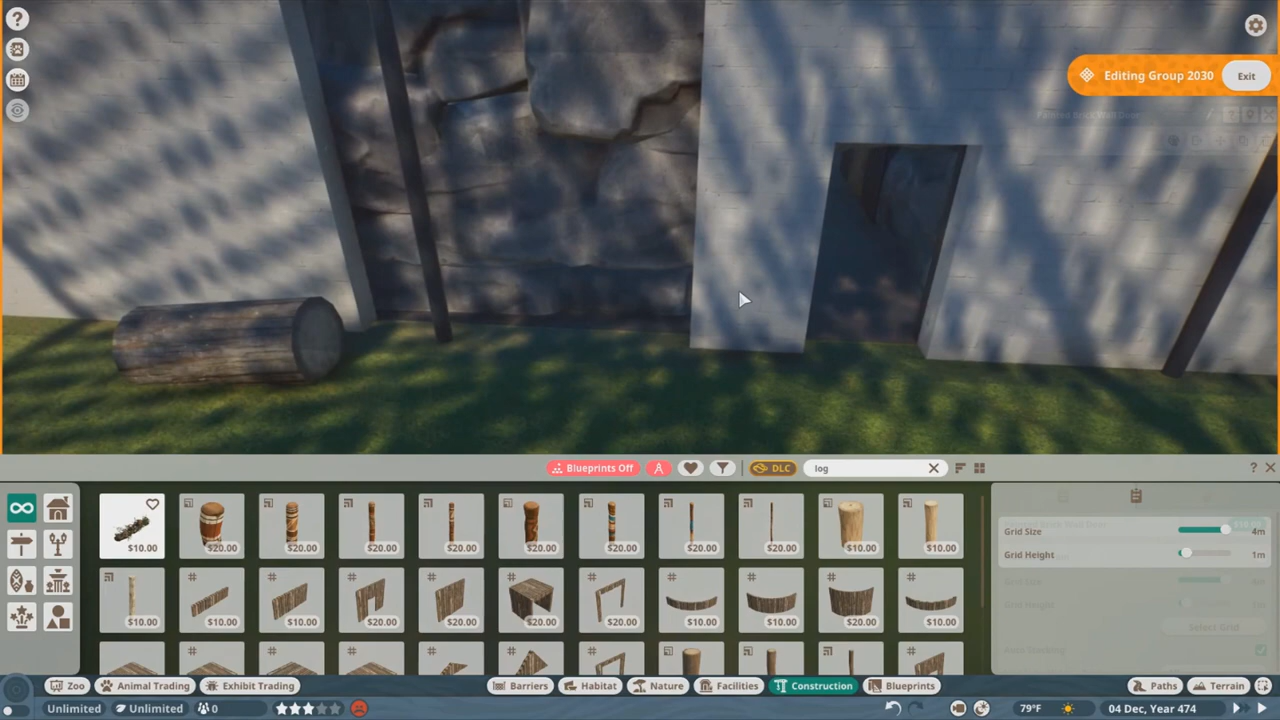 ?
Editing Group 2030 Exit
Blueprints Off DLC log
?
$10.00 $20.00 $20.00 $20.00 $20.00 $20.00 $20.00 $20.00 $20.00 $10.00 $10.00
Grid Size 4m
Grid Height 1m
$10.00 $10.00 $10.00 $20.00 $20.00 $20.00 $20.00 $10.00 $10.00 $20.00 $10.00
Select Grid
Zoo Animal Trading Exhibit Trading Barriers Habitat Nature Facilities Construction Blueprints Paths Terrain
Unlimited Unlimited 0 79°F 04 Dec, Year 474